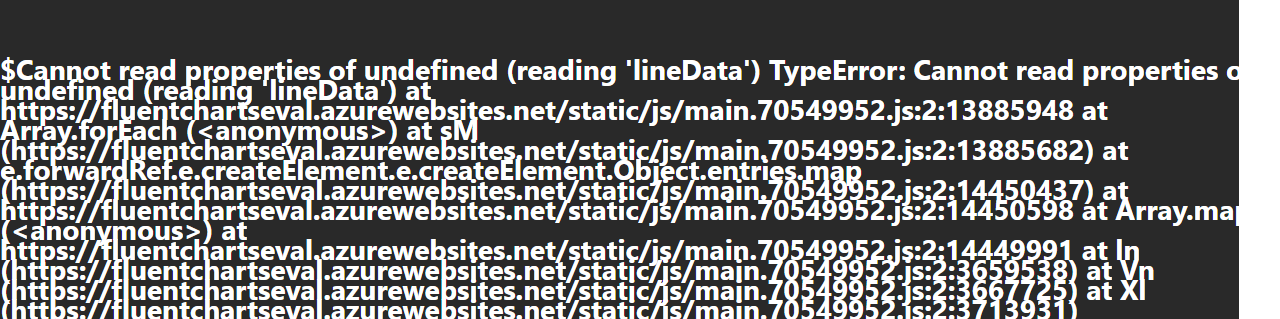 $Cannot read properties of undefined (reading 'lineData') TypeError: Cannot read properties o
undefined (reading 'lineData') at
https://fluentchartseval.azurewebsites.net/static/js/main.70549952.js:2:13885948 at
Array.forEach (<anonymous>) at sM
(https://fluentchartseval.azurewebsites.net/static/js/main.70549952.js:2:13885682) at
e.forwardRef.e.createElement.e.createElement.Object.entries.map
(https://fluentchartseval.azurewebsites.net/static/js/main.70549952.js:2:14450437) at
https://fluentchartseval.azurewebsites.net/static/js/main.70549952.js:2:14450598 at Array.map
(<anonymous>) at
https://fluentchartseval.azurewebsites.net/static/js/main.70549952.js:2:14449991 at ln
(https://fluentchartseval.azurewebsites.net/static/js/main.70549952.js:2:3659538) at Vn
(https://fluentchartseval.azurewebsites.net/static/js/main.70549952.js:2:3667725) at Xl
(https://fluentchartseval.azurewebsites.net/static/js/main.70549952.js:2:3713931)